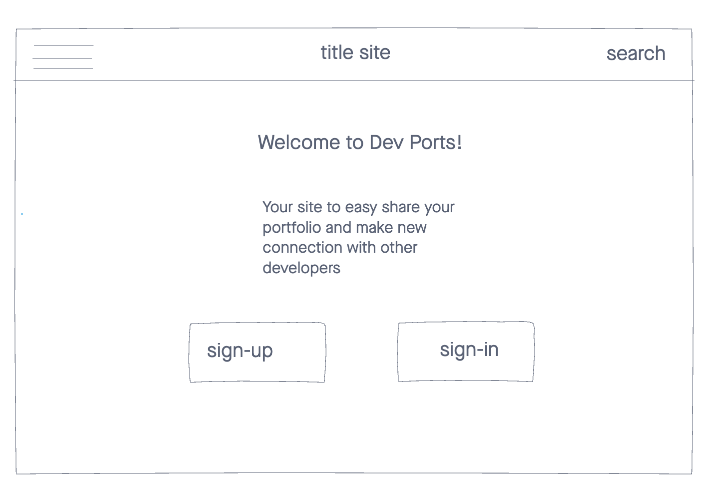 title site
search
Welcome to Dev Ports!
Your site to easy share your
portfolio and make new
connection with other
developers
sign-up
sign-in